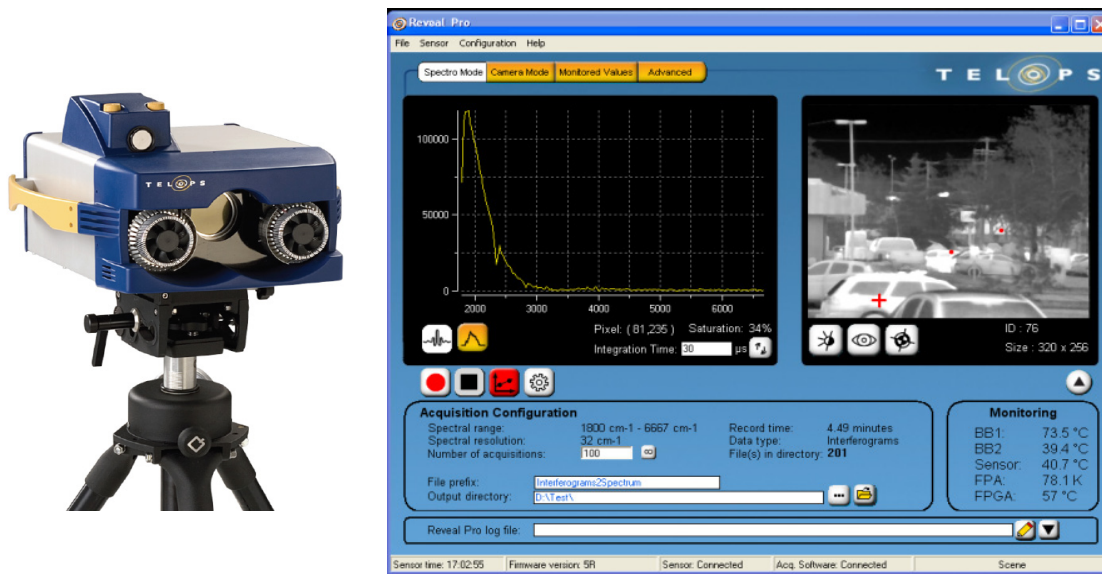 TELOPS
Reveal Pro
File Sensor Configuration Help
Spectro Mode Camera Mode Monitored Values Advanced
TELOPS
100000
50000
0
2000 3000 4000 5000 6000
Pixel: (81,235) Saturation: 34%
Integration Time: 30 µs
ID : 76
Size : 320 x 256
Acquisition Configuration
Spectral range: 1800 cm-1 - 6667 cm-1 Record time: 4.49 minutes
Spectral resolution: 32 cm-1 Data type: Interferograms
Number of acquisitions: 100 File(s) in directory: 201
File prefix: Interferograms2Spectrum
Output directory: D:\Test\
Monitoring
BB1: 73.5 °C
BB2 39.4 °C
Sensor: 40.7 °C
FPA: 78.1 K
FPGA: 57 °C
Reveal Pro log file:
Sensor time: 17:02:55 Firmware version: 5R Sensor: Connected Acq. Software: Connected Scene